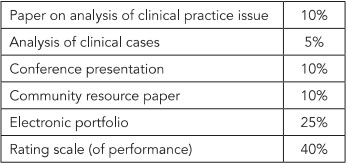 Paper on analysis of clinical practice issue 10%
Analysis of clinical cases 5%
Conference presentation 10%
Community resource paper 10%
Electronic portfolio 25%
Rating scale (of performance) 40%